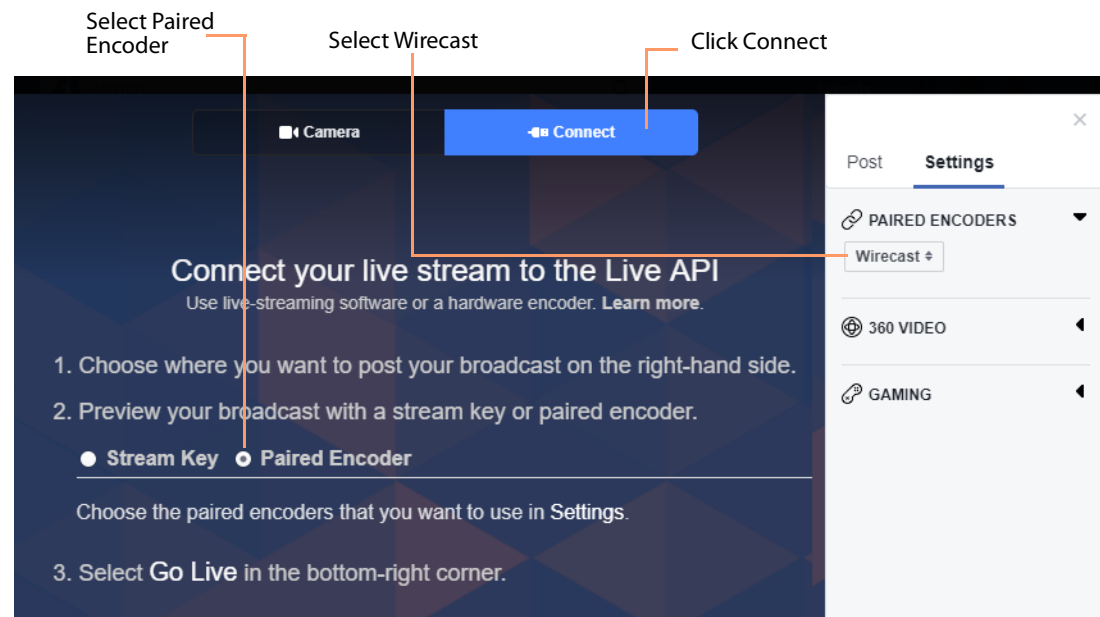 Select Paired
Encoder
Select Wirecast
Click Connect
Camera
Connect
Post
Settings
PAIRED ENCODERS
Wirecast
Connect your live stream to the Live API
Use live-streaming software or a hardware encoder. Learn more.
360 VIDEO
1. Choose where you want to post your broadcast on the right-hand side.
GAMING
2. Preview your broadcast with a stream key or paired encoder.
Stream Key
Paired Encoder
Choose the paired encoders that you want to use in Settings.
3. Select Go Live in the bottom-right corner.